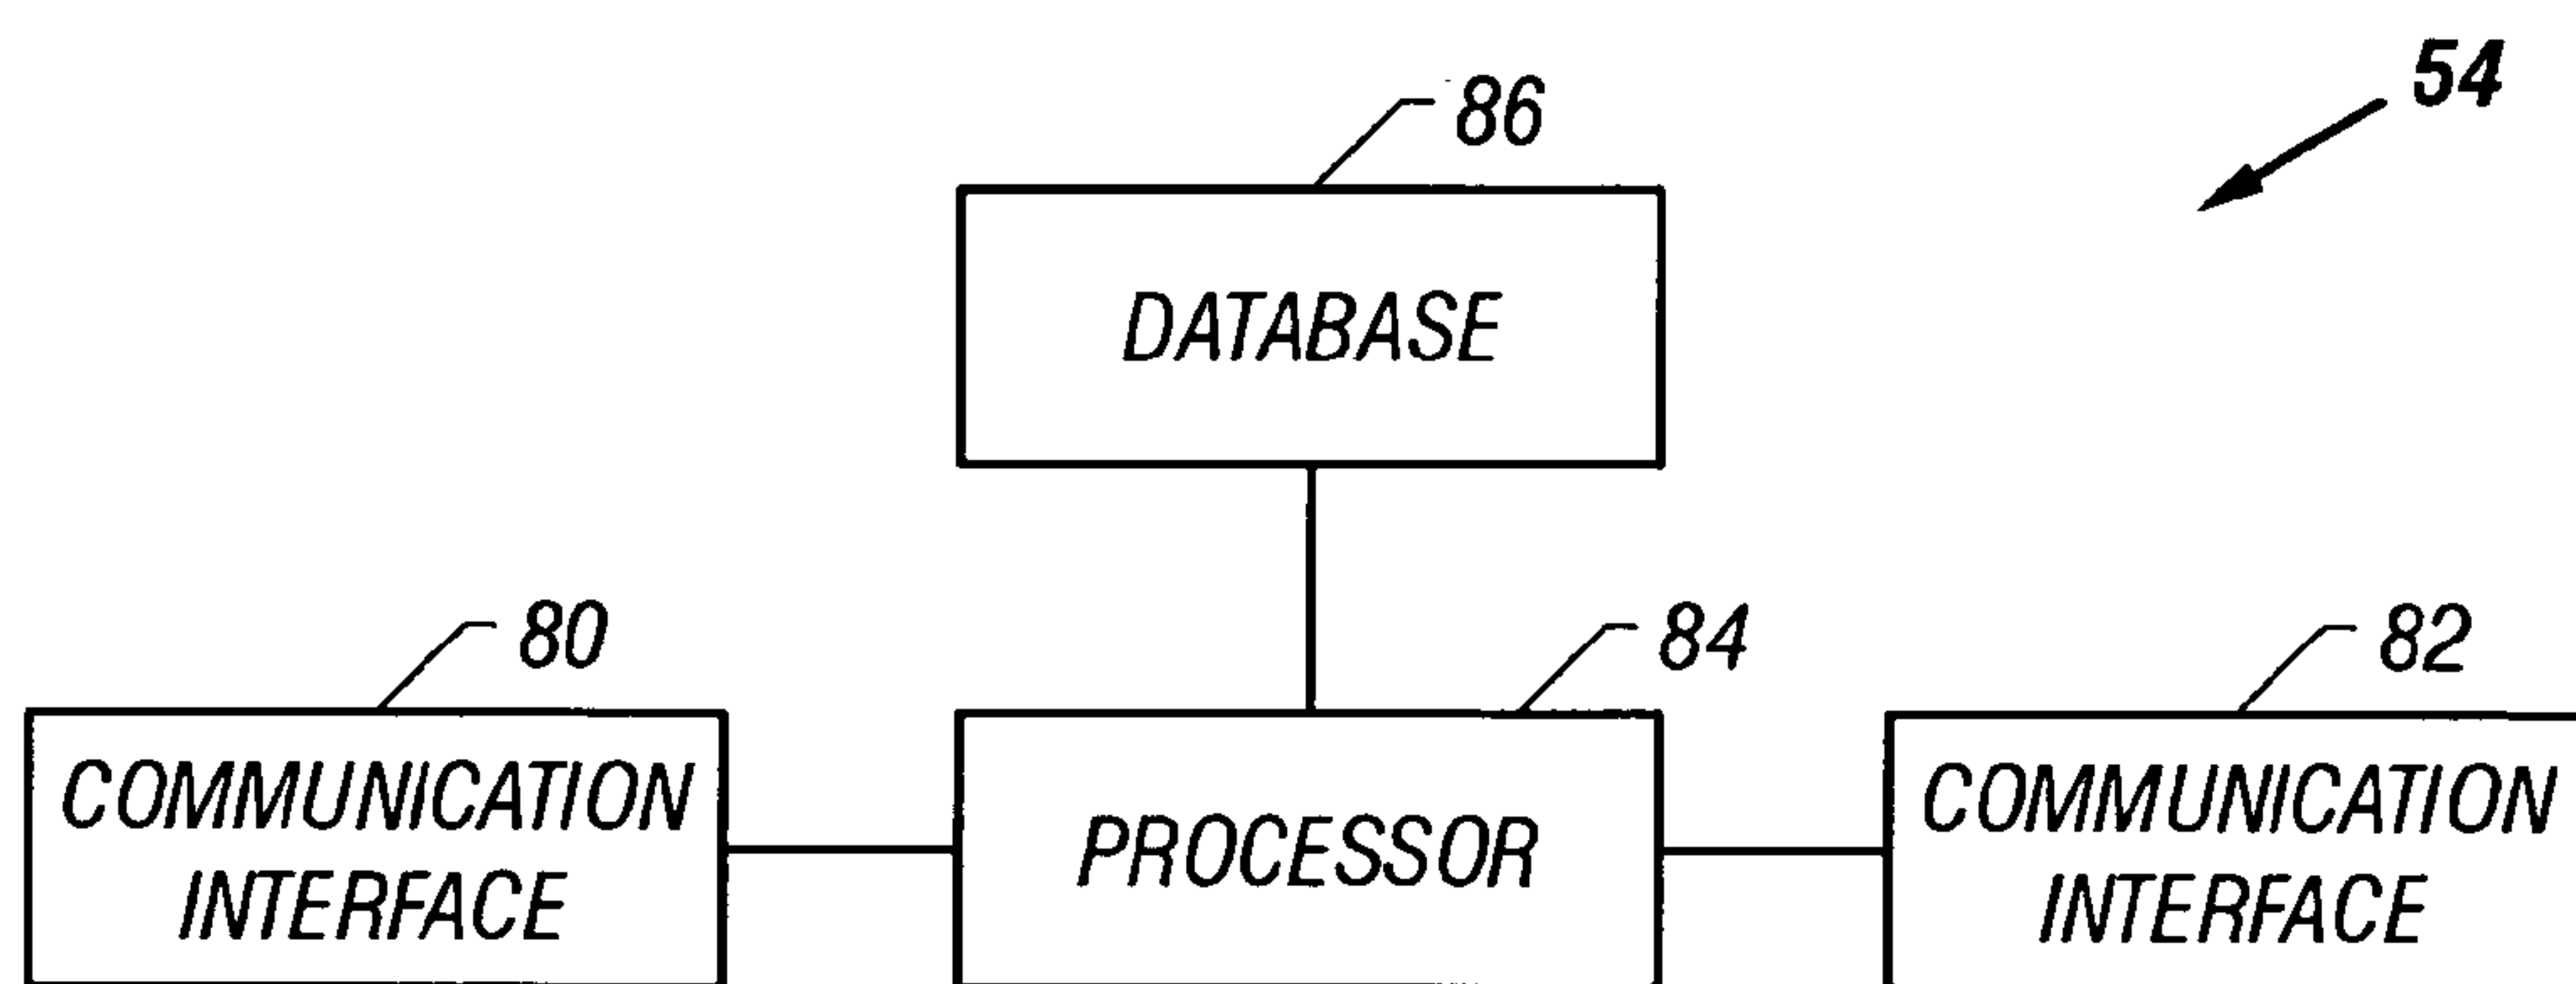 54
86
DATABASE
80
84
82
COMMUNICATION
INTERFACE
PROCESSOR
COMMUNICATION
INTERFACE